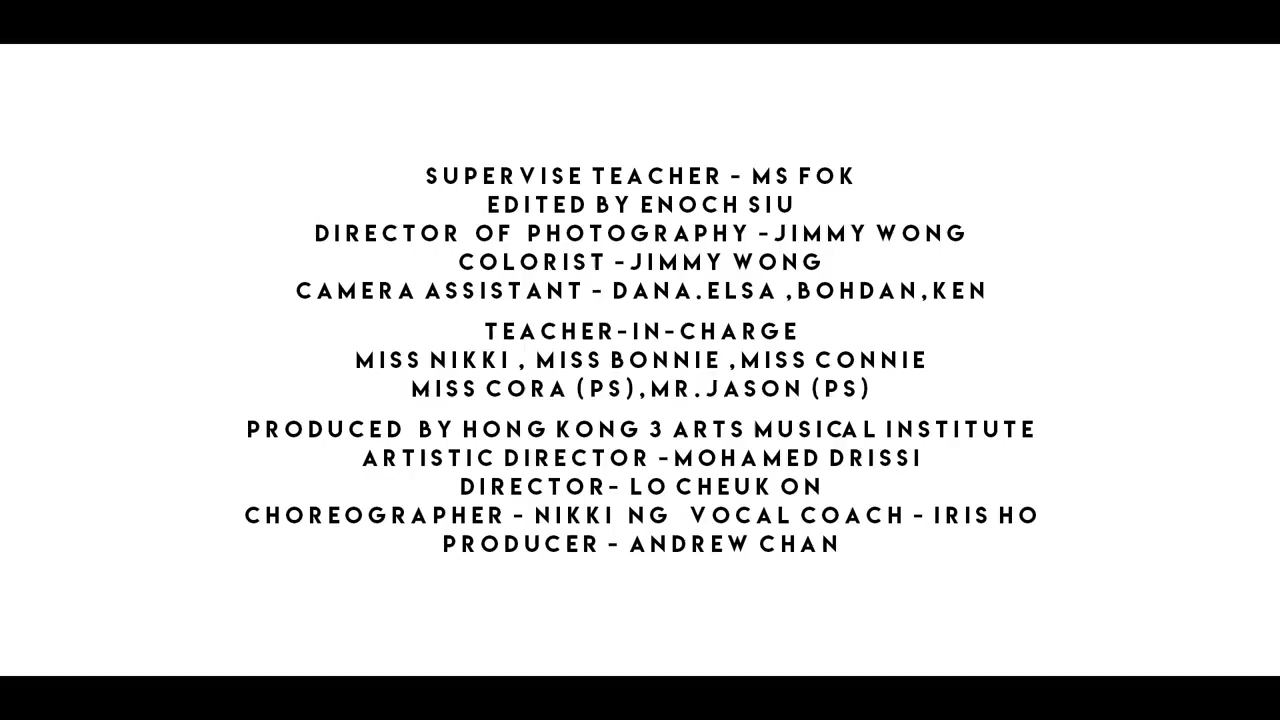 SUPERVISE TEACHER - MS FOK
EDITED BY ENOCH SIU
DIRECTOR OF PHOTOGRAPHY -JIMMY WONG
COLORIST -JIMMY WONG
CAMERA ASSISTANT - DANA.ELSA ,BOHDAN,KEN
TEACHER-IN-CHARGE
MISS NIKKI , MISS BONNIE ,MISS CONNIE
MISS CORA (PS),MR.JASON (PS)
PRODUCED BY HONG KONG 3 ARTS MUSICAL INSTITUTE
ARTISTIC DIRECTOR -MOHAMED DRISSI
DIRECTOR- LO CHEUK ON
CHOREOGRAPHER - NIKKI NG VOCAL COACH - IRIS HO
PRODUCER - ANDREW CHAN